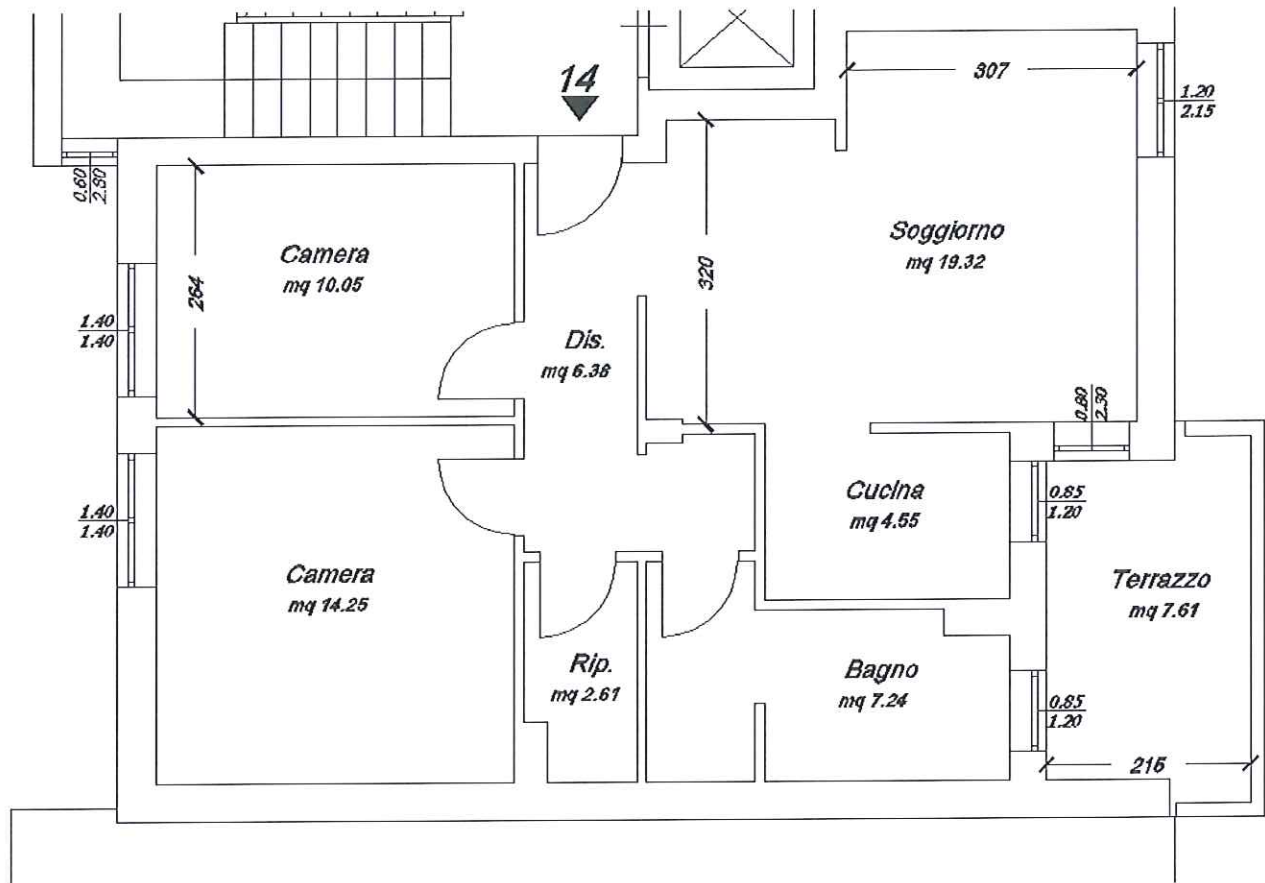 14
307
1.20
2.15
0.60
2.30
Camera
mq 10.05
264
320
Soggiorno
mq 19.32
1.40
1.40
Dis.
mq 6.38
0.80
2.30
1.40
1.40
Cucina
mq 4.55
0.85
1.20
Camera
mq 14.25
Terrazzo
mq 7.61
Rip.
mq 2.61
Bagno
mq 7.24
0.85
1.20
215